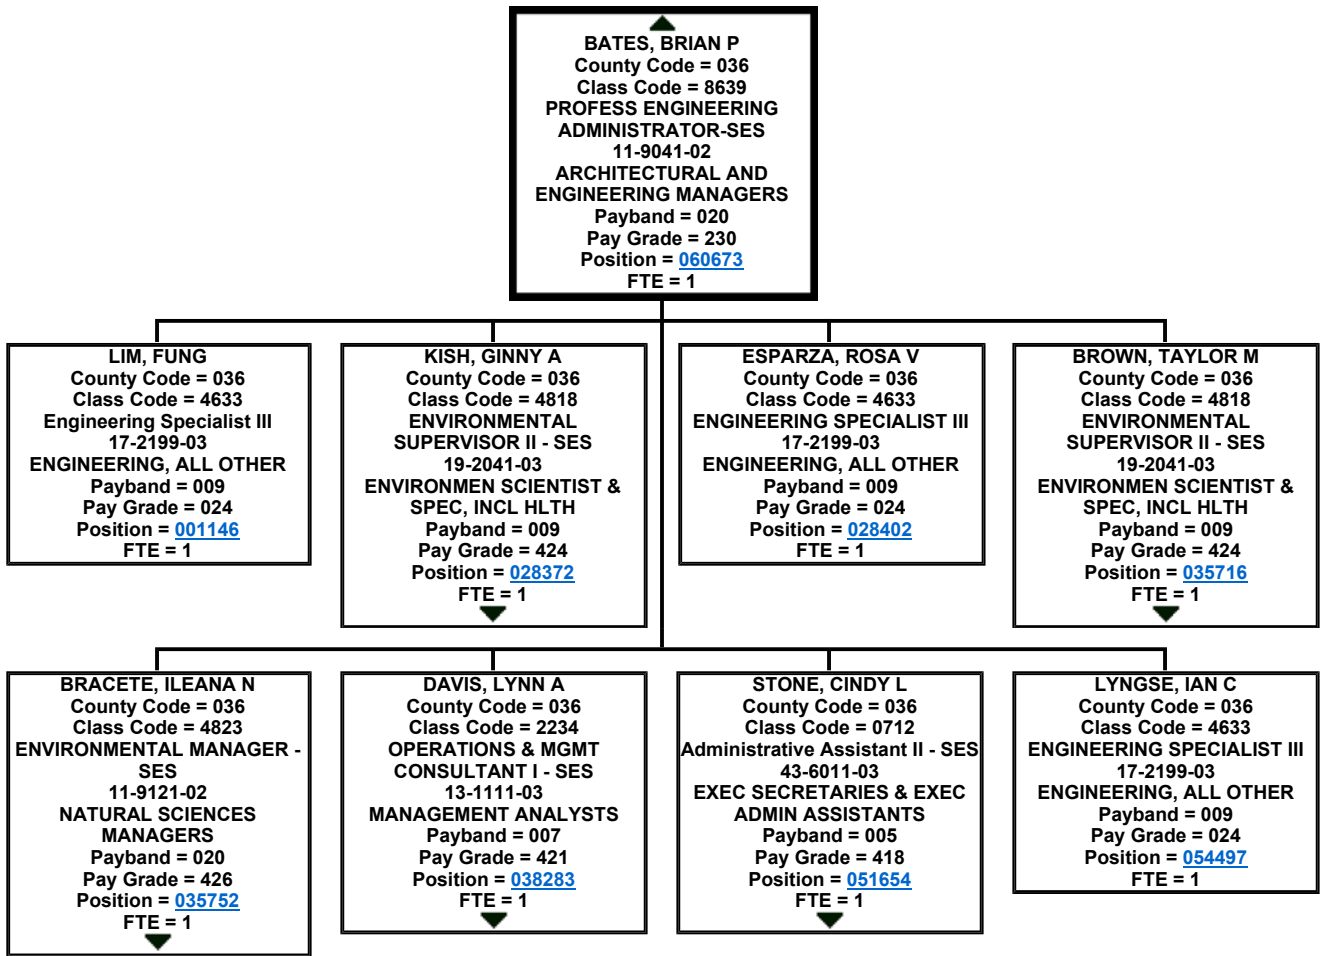 BATES, BRIAN P
County Code = 036
Class Code = 8639
PROFESS ENGINEERING
ADMINISTRATOR-SES
11-9041-02
ARCHITECTURAL AND
ENGINEERING MANAGERS
Payband = 020
Pay Grade = 230
Position = 060673
FTE = 1
LIM, FUNG
County Code = 036
Class Code = 4633
Engineering Specialist III
17-2199-03
ENGINEERING, ALL OTHER
Payband = 009
Pay Grade = 024
Position = 001146
FTE = 1
KISH, GINNY A
County Code = 036
Class Code = 4818
ENVIRONMENTAL
SUPERVISOR II - SES
19-2041-03
ENVIRONMEN SCIENTIST &
SPEC, INCL HLTH
Payband = 009
Pay Grade = 424
Position = 028372
FTE = 1
ESPARZA, ROSA V
County Code = 036
Class Code = 4633
ENGINEERING SPECIALIST III
17-2199-03
ENGINEERING, ALL OTHER
Payband = 009
Pay Grade = 024
Position = 028402
FTE = 1
BROWN, TAYLOR M
County Code = 036
Class Code = 4818
ENVIRONMENTAL
SUPERVISOR II - SES
19-2041-03
ENVIRONMEN SCIENTIST &
SPEC, INCL HLTH
Payband = 009
Pay Grade = 424
Position = 035716
FTE = 1
BRACETE, ILEANA N
County Code = 036
Class Code = 4823
ENVIRONMENTAL MANAGER -
SES
11-9121-02
NATURAL SCIENCES
MANAGERS
Payband = 020
Pay Grade = 426
Position = 035752
FTE = 1
DAVIS, LYNN A
County Code = 036
Class Code = 2234
OPERATIONS & MGMT
CONSULTANT I - SES
13-1111-03
MANAGEMENT ANALYSTS
Payband = 007
Pay Grade = 421
Position = 038283
FTE = 1
STONE, CINDY L
County Code = 036
Class Code = 0712
Administrative Assistant II - SES
43-6011-03
EXEC SECRETARIES & EXEC
ADMIN ASSISTANTS
Payband = 005
Pay Grade = 418
Position = 051654
FTE = 1
LYNGSE, IAN C
County Code = 036
Class Code = 4633
ENGINEERING SPECIALIST III
17-2199-03
ENGINEERING, ALL OTHER
Payband = 009
Pay Grade = 024
Position = 054497
FTE = 1